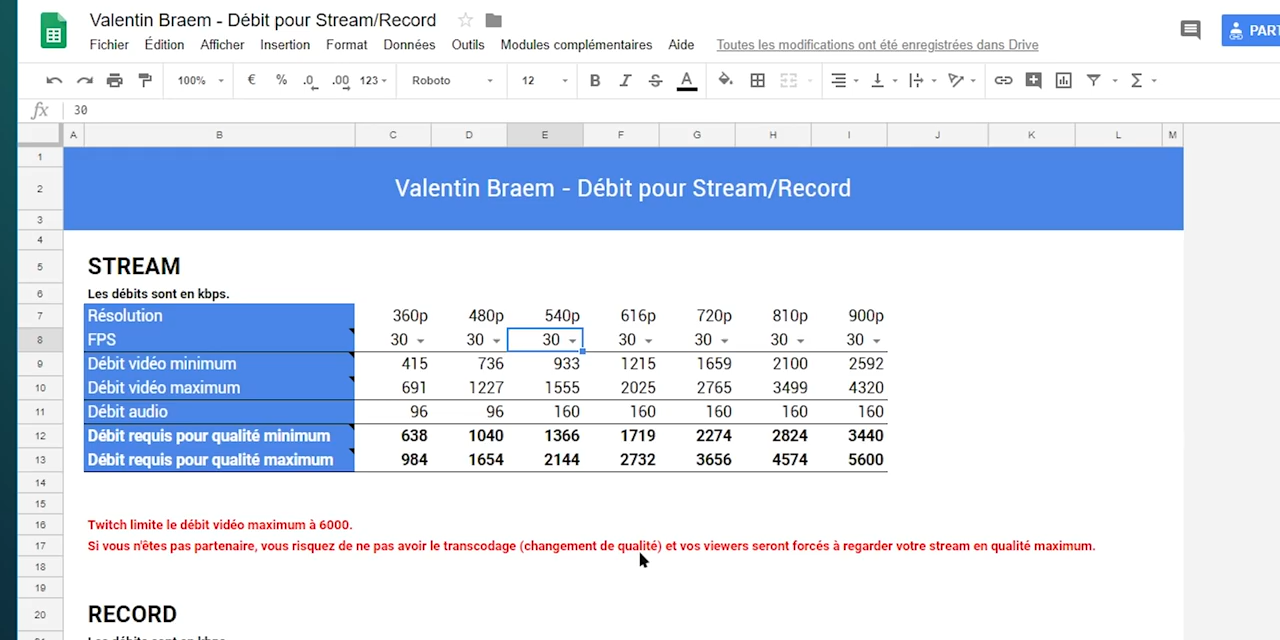 Valentin Braem - Débit pour Stream/Record
Fichier Édition Afficher Insertion Format Données Outils Modules complémentaires Aide Toutes les modifications ont été enregistrées dans Drive
PART
100% € % .0 .00 123 Roboto 12 B I S A Σ
fx 30
A B C D E F G H I J K L M
1
2 Valentin Braem - Débit pour Stream/Record
3
4
5 STREAM
6 Les débits sont en kbps.
7 Résolution 360p 480p 540p 616p 720p 810p 900p
8 FPS 30 30 30 30 30 30 30
9 Débit vidéo minimum 415 736 933 1215 1659 2100 2592
10 Débit vidéo maximum 691 1227 1555 2025 2765 3499 4320
11 Débit audio 96 96 160 160 160 160 160
12 Débit requis pour qualité minimum 638 1040 1366 1719 2274 2824 3440
13 Débit requis pour qualité maximum 984 1654 2144 2732 3656 4574 5600
14
15
16 Twitch limite le débit vidéo maximum à 6000.
17 Si vous n'êtes pas partenaire, vous risquez de ne pas avoir le transcodage (changement de qualité) et vos viewers seront forcés à regarder votre stream en qualité maximum.
18
19
20 RECORD